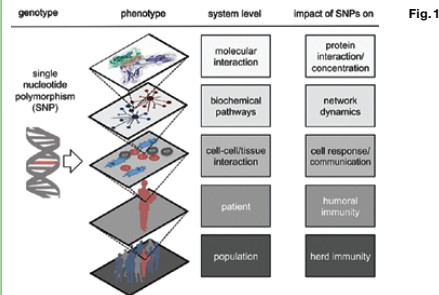 genotype phenotype system level impact of SNPs on Fig. 1
single
nucleotide
polymorphism
(SNP)
molecular
interaction
protein
interaction/
concentration
biochemical
pathways
network
dynamics
cell-cell/tissue
interaction
cell response/
communication
patient
humoral
immunity
population
herd immunity